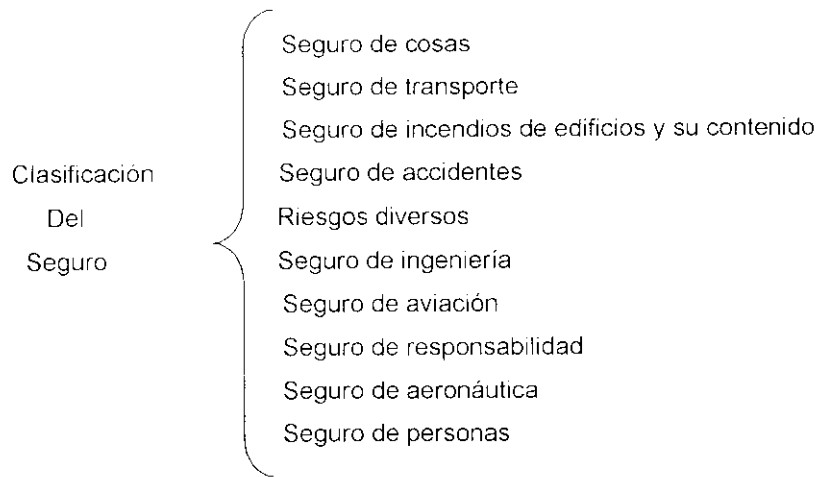 Clasificación
Del
Seguro
Seguro de cosas
Seguro de transporte
Seguro de incendios de edificios y su contenido
Seguro de accidentes
Riesgos diversos
Seguro de ingeniería
Seguro de aviación
Seguro de responsabilidad
Seguro de aeronáutica
Seguro de personas